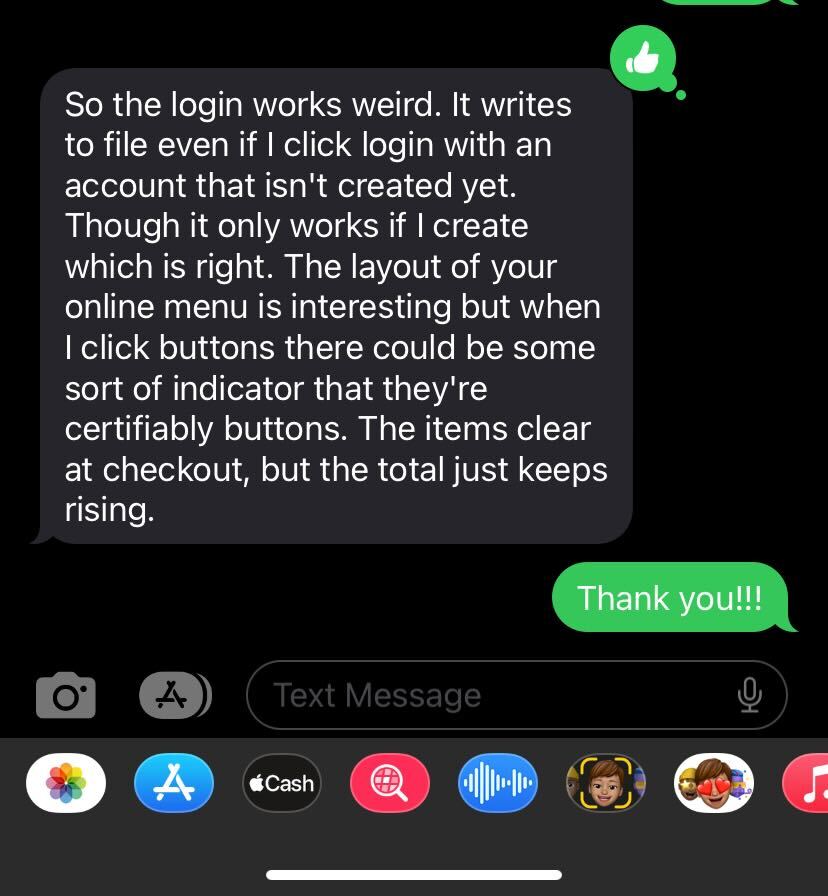 So the login works weird. It writes
to file even if I click login with an
account that isn't created yet.
Though it only works if I create
which is right. The layout of your
online menu is interesting but when
I click buttons there could be some
sort of indicator that they're
certifiably buttons. The items clear
at checkout, but the total just keeps
rising.
Thank you!!!
Text Message
Cash